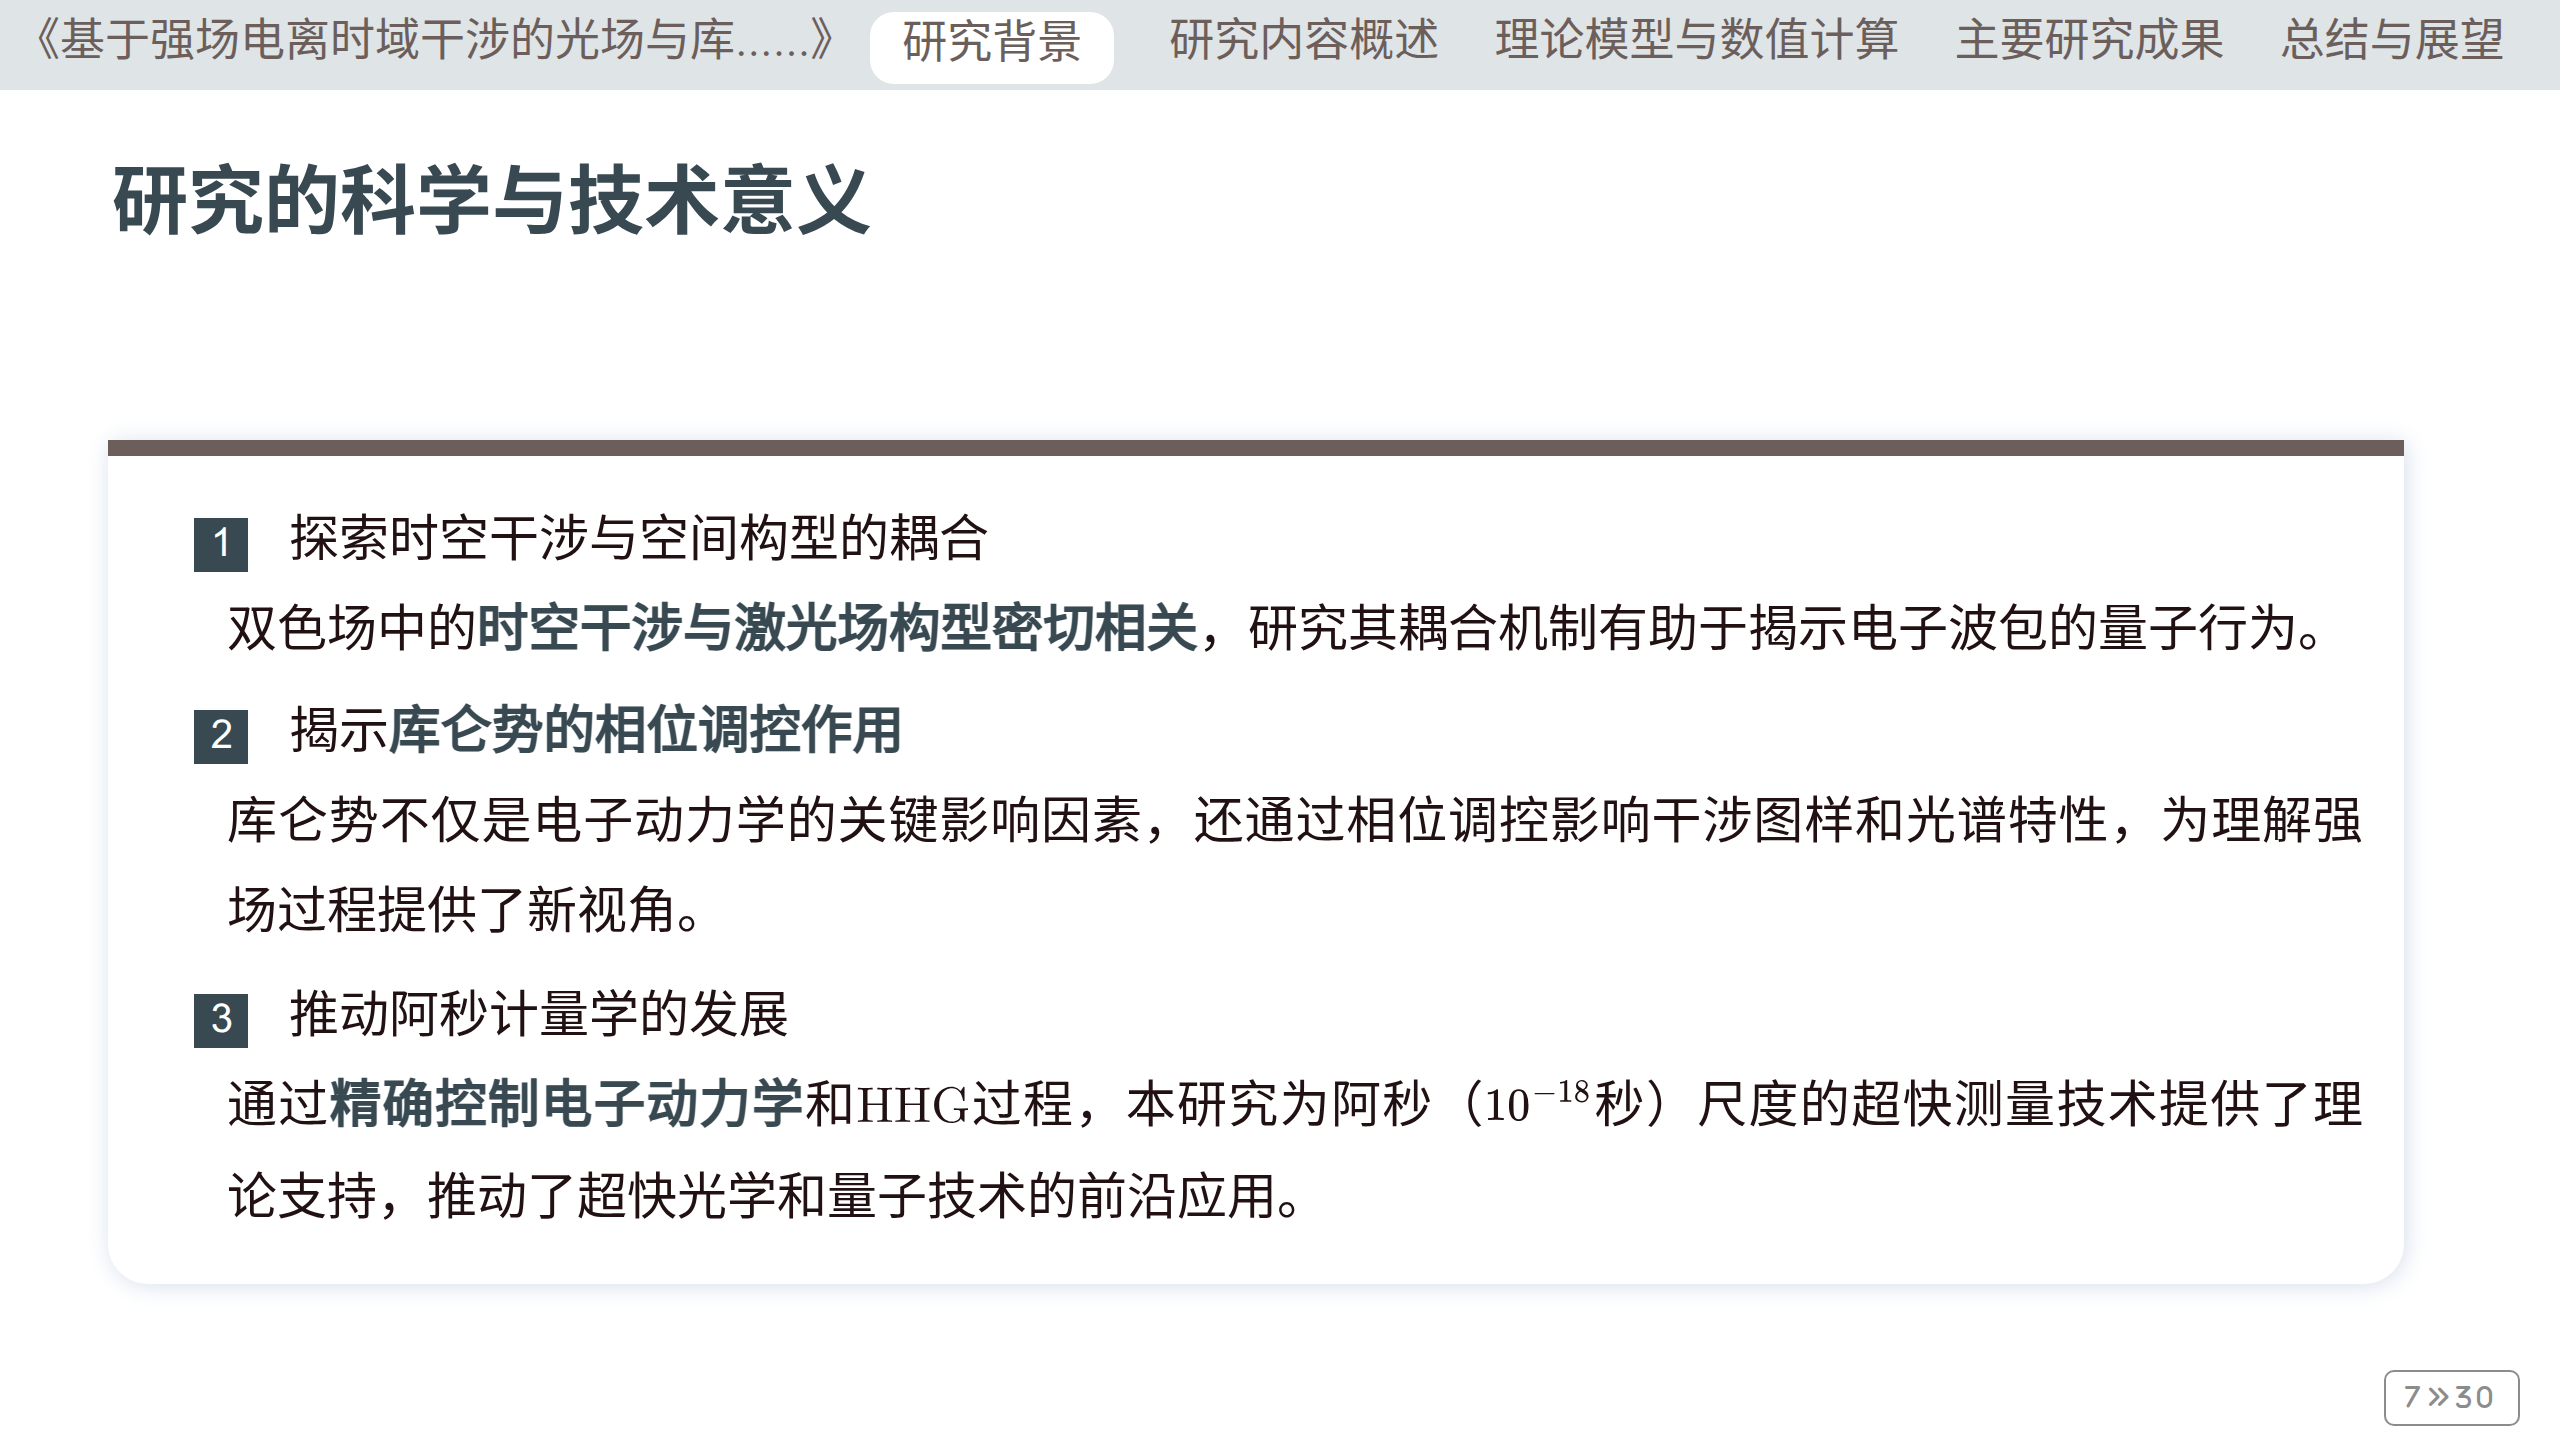 《基于强场电离时域干涉的光场与库......》 研究背景 研究内容概述 理论模型与数值计算 主要研究成果 总结与展望
研究的科学与技术意义
1 探索时空干涉与空间构型的耦合
双色场中的时空干涉与激光场构型密切相关，研究其耦合机制有助于揭示电子波包的量子行为。
2 揭示库仑势的相位调控作用
库仑势不仅是电子动力学的关键影响因素，还通过相位调控影响干涉图样和光谱特性，为理解强
场过程提供了新视角。
3 推动阿秒计量学的发展
通过精确控制电子动力学和HHG过程，本研究为阿秒（10⁻¹⁸秒）尺度的超快测量技术提供了理
论支持，推动了超快光学和量子技术的前沿应用。
7»30